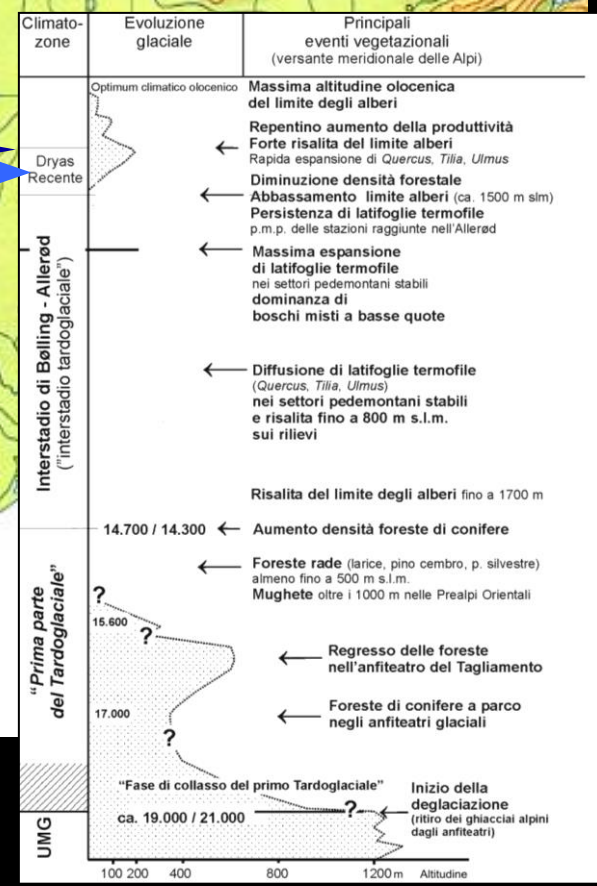 Climato-
zone
Evoluzione
glaciale
Principali
eventi vegetazionali
(versante meridionale delle Alpi)
Optimum climatico olocenico
Massima altitudine olocenica
del limite degli alberi
Repentino aumento della produttività
Forte risalita del limite alberi
Rapida espansione di Quercus, Tilia, Ulmus
Dryas
Recente
Diminuzione densità forestale
Abbassamento limite alberi (ca. 1500 m slm)
Persistenza di latifoglie termofile
p.m.p. delle stazioni raggiunte nell'Allerød
Interstadio di Bølling - Allerød
("interstadio tardoglaciale")
Massima espansione
di latifoglie termofile
nei settori pedemontani stabili
dominanza di
boschi misti a basse quote
Diffusione di latifoglie termofile
(Quercus, Tilia, Ulmus)
nei settori pedemontani stabili
e risalita fino a 800 m s.l.m.
sui rilievi
Risalita del limite degli alberi fino a 1700 m
14.700 / 14.300
Aumento densità foreste di conifere
"Prima parte
del Tardoglaciale"
Foreste rade (larice, pino cembro, p. silvestre)
almeno fino a 500 m s.l.m.
Mughete oltre i 1000 m nelle Prealpi Orientali
?
15.600
?
Regresso delle foreste
nell'anfiteatro del Tagliamento
17.000
Foreste di conifere a parco
negli anfiteatri glaciali
?
"Fase di collasso del primo Tardoglaciale"
UMG
ca. 19.000 / 21.000
?
Inizio della
deglaciazione
(ritiro dei ghiacciai alpini
dagli anfiteatri)
100 200 400 800 1200 m Altitudine